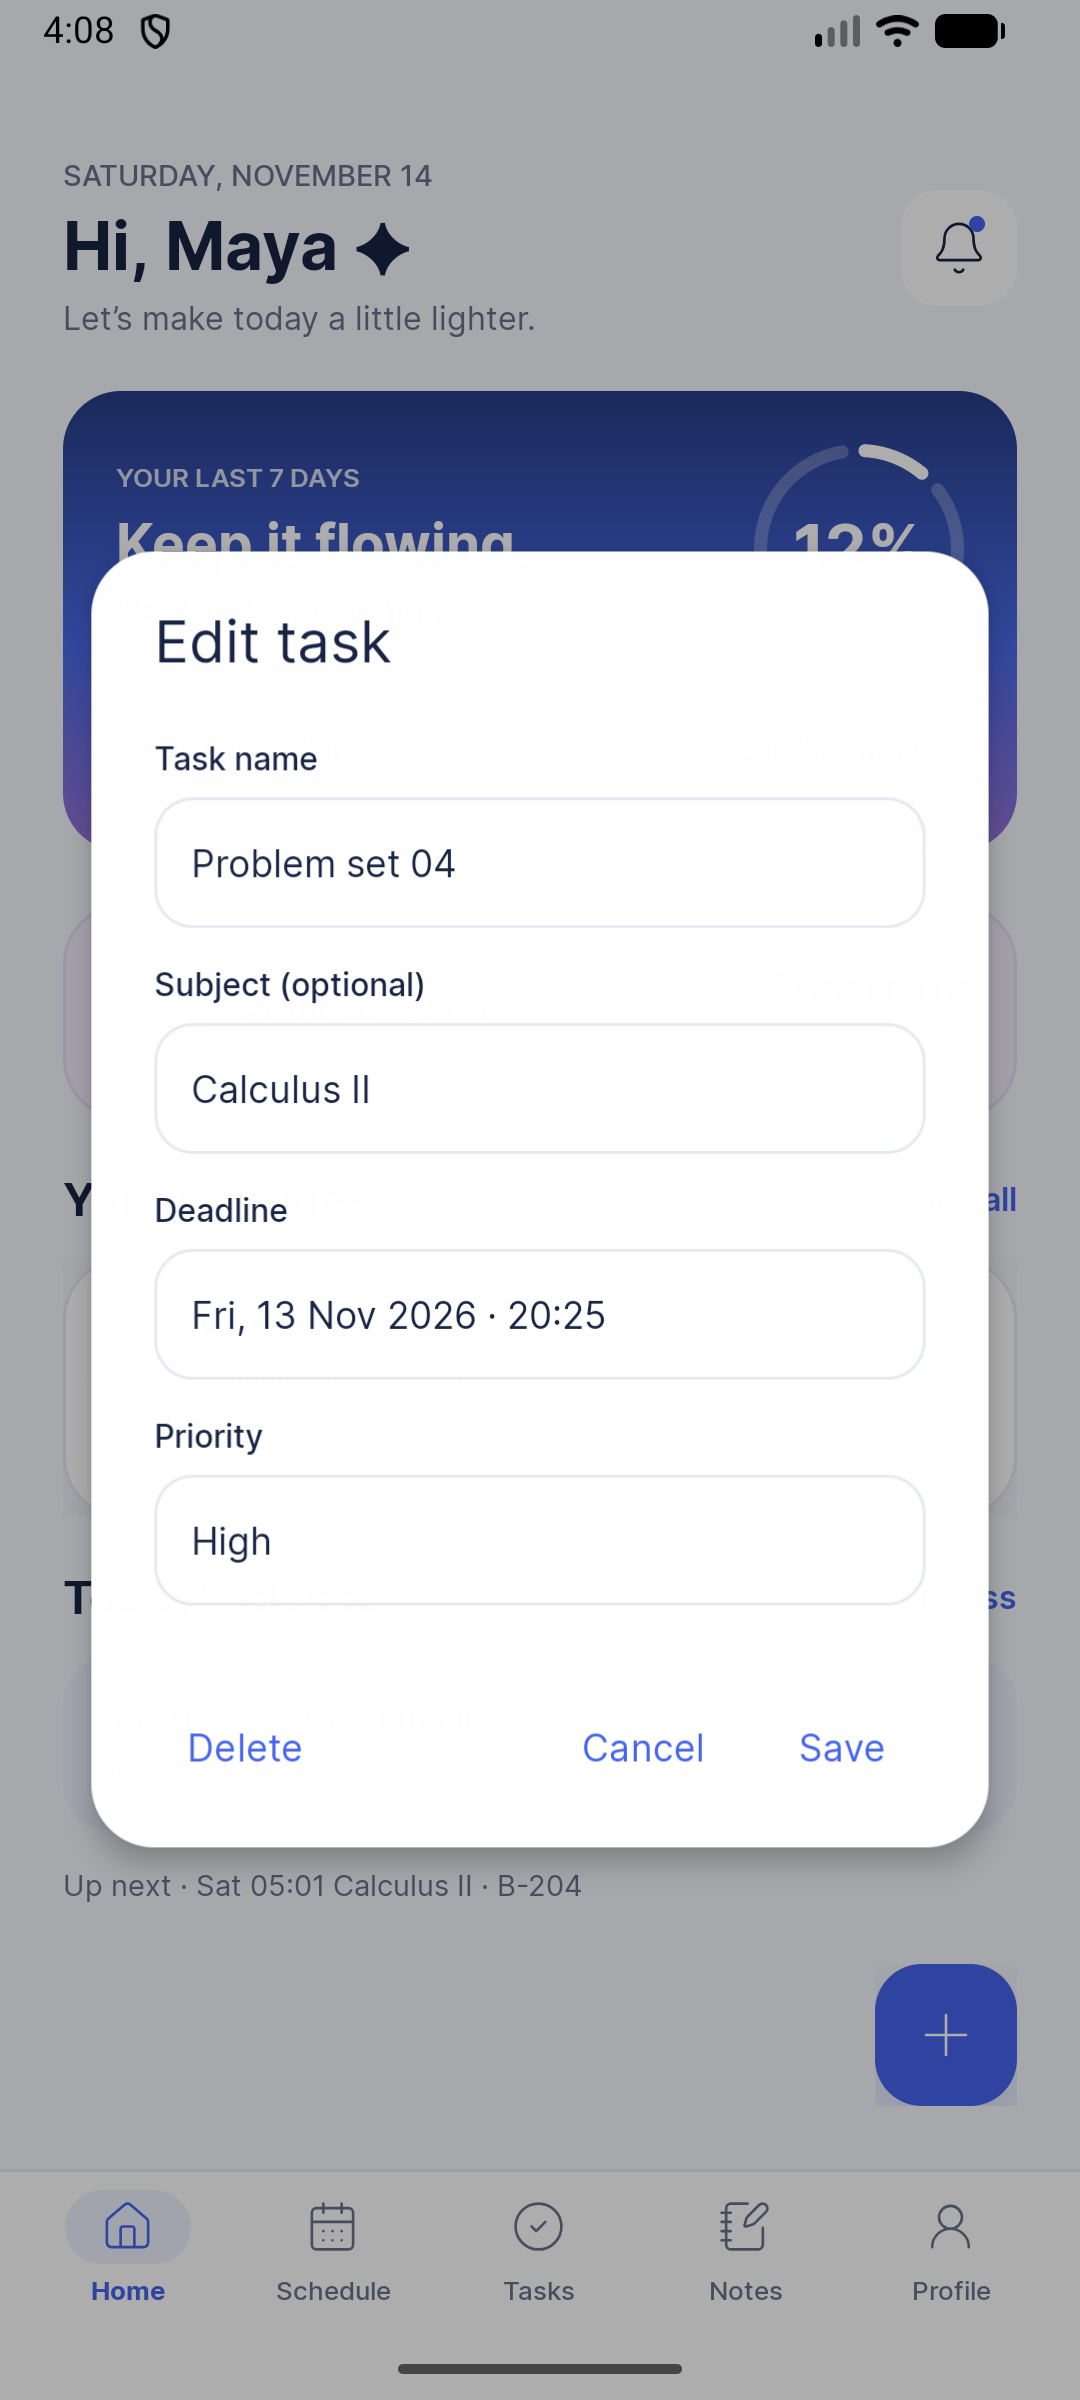 4:08
SATURDAY, NOVEMBER 14
Hi, Maya
Let’s make today a little lighter.
YOUR LAST 7 DAYS
Keep it flowing
12%
Edit task
Task name
Problem set 04
Subject (optional)
Calculus II
Deadline
Fri, 13 Nov 2026 · 20:25
Priority
High
Delete
Cancel
Save
all
Up next · Sat 05:01 Calculus II · B-204
Home
Schedule
Tasks
Notes
Profile